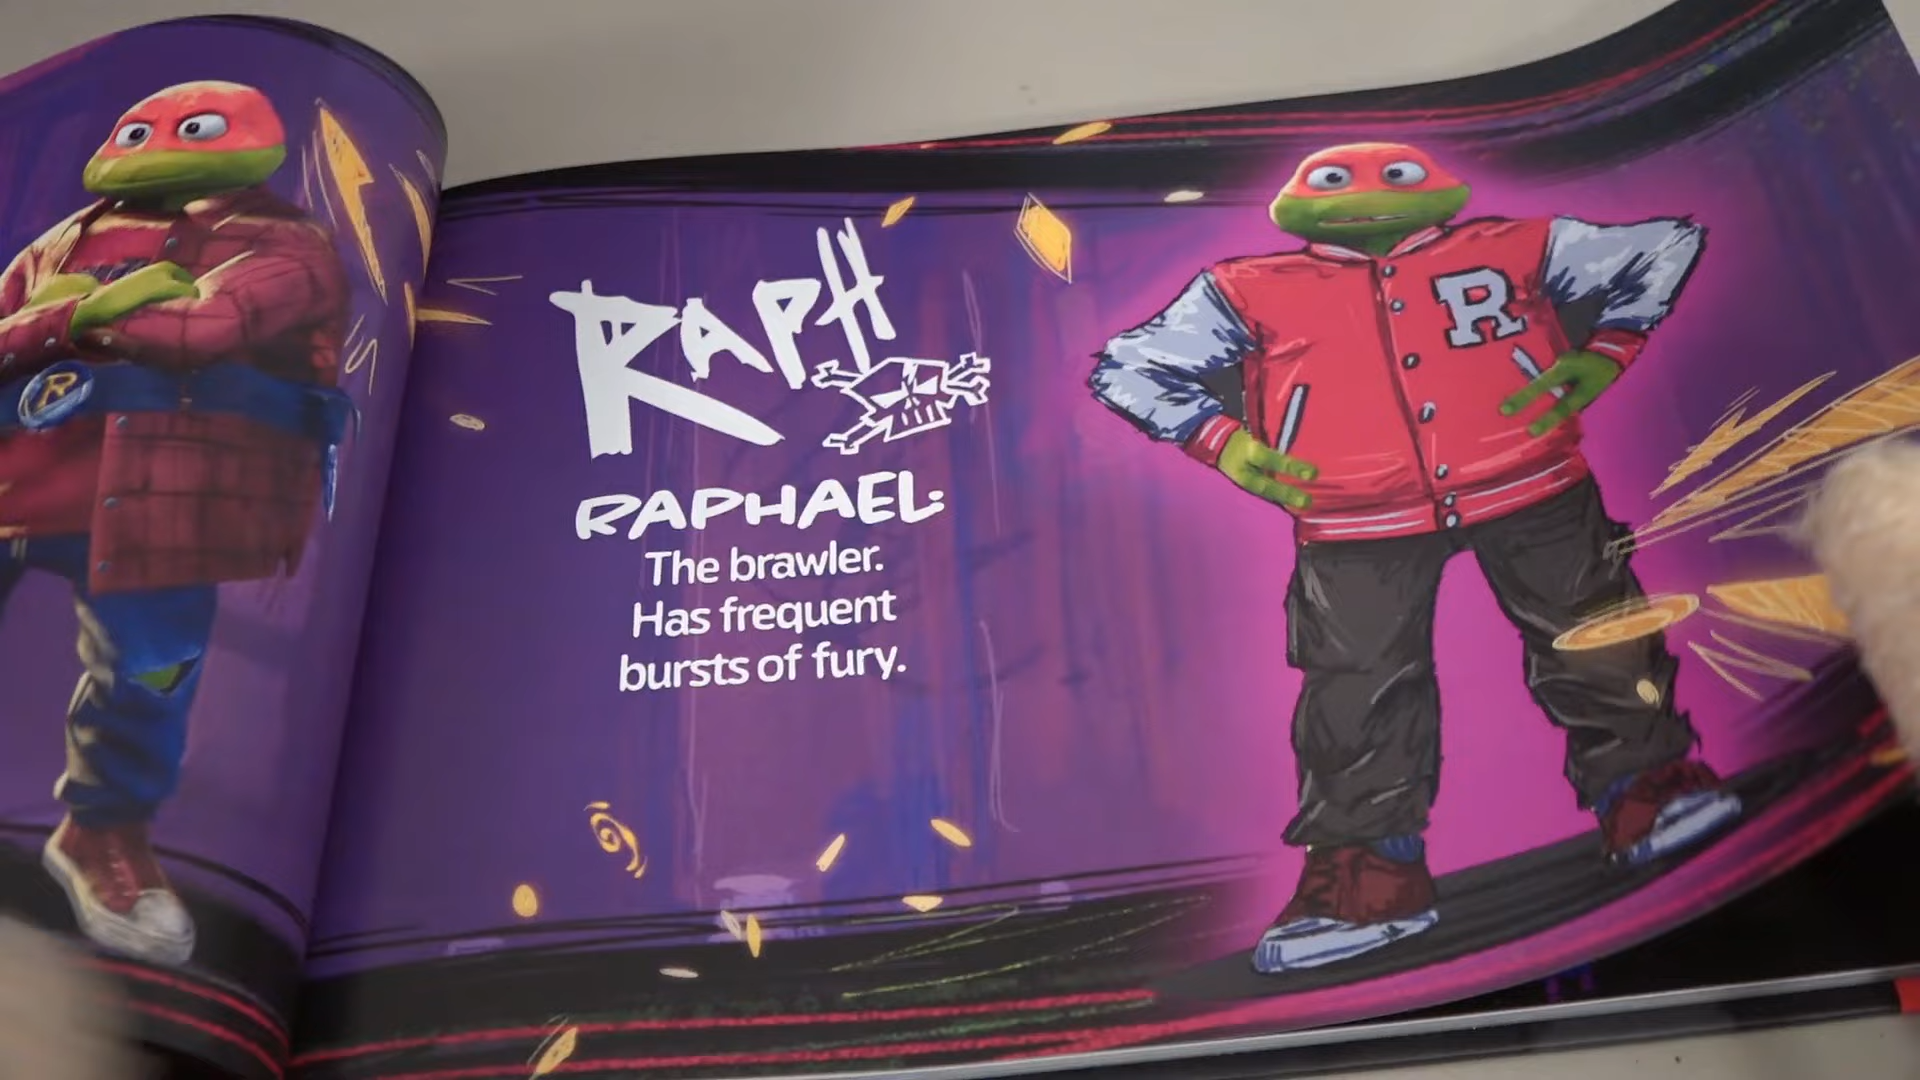 R
RAPH
RAPHAEL:
The brawler.
Has frequent
bursts of fury.
R